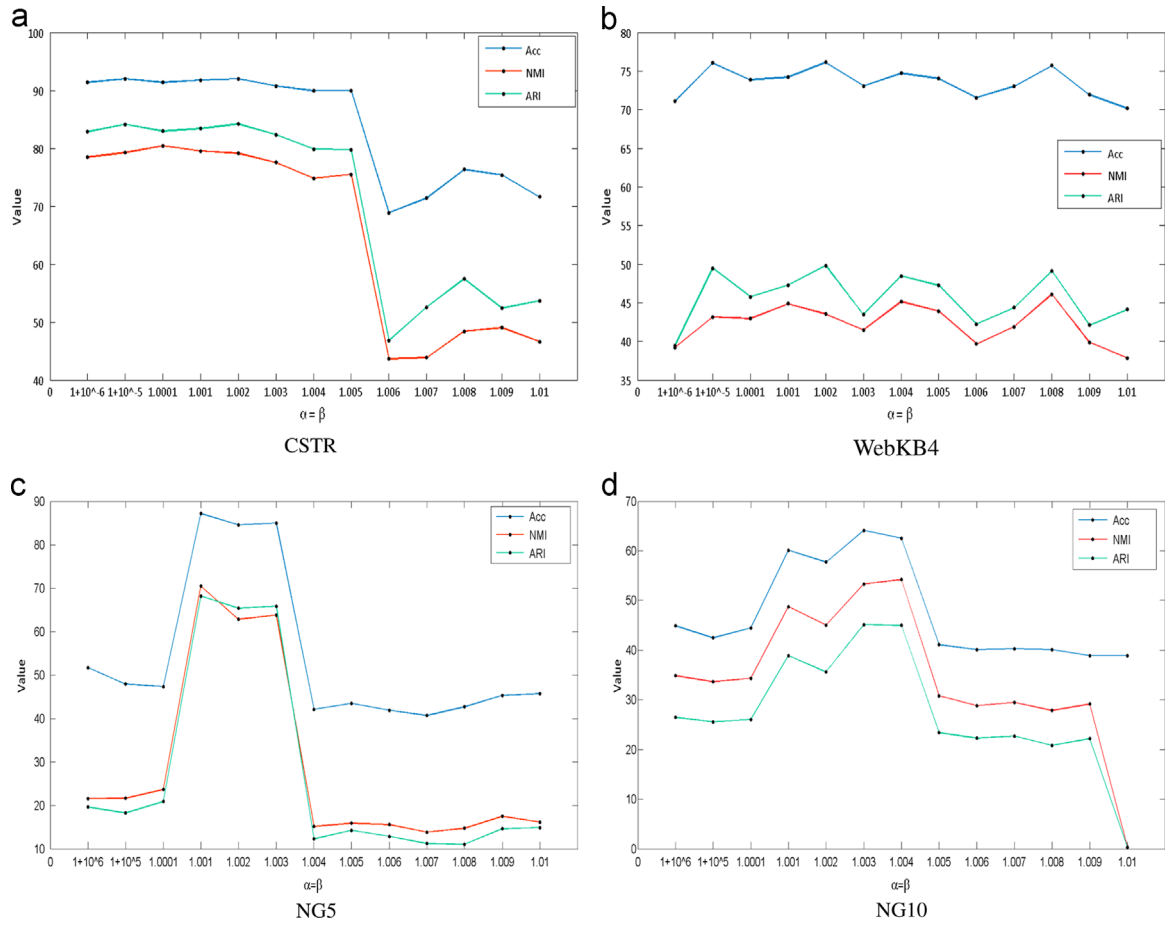 a
100
90
80
70
60
50
40
Value
Acc
NMI
ARI
0 1+10^-6 1+10^-5 1.0001 1.001 1.002 1.003 1.004 1.005 1.006 1.007 1.008 1.009 1.01
α = β
CSTR
b
80
75
70
65
60
55
50
45
40
35
Value
Acc
NMI
ARI
0 1+10^-6 1+10^-5 1.0001 1.001 1.002 1.003 1.004 1.005 1.006 1.007 1.008 1.009 1.01
α = β
WebKB4
c
90
80
70
60
50
40
30
20
10
Value
Acc
NMI
ARI
0 1+10^6 1+10^5 1.0001 1.001 1.002 1.003 1.004 1.005 1.006 1.007 1.008 1.009 1.01
α=β
NG5
d
70
60
50
40
30
20
10
0
Value
Acc
NMI
ARI
0 1+10^6 1+10^5 1.0001 1.001 1.002 1.003 1.004 1.005 1.006 1.007 1.008 1.009 1.01
α=β
NG10